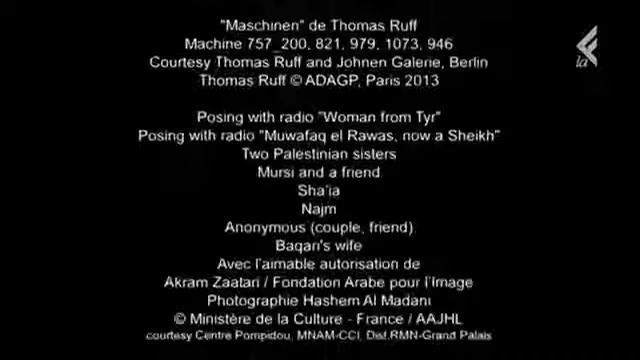 "Maschinen" de Thomas Ruff
Machine 757_200, 821, 979, 1073, 946
Courtesy Thomas Ruff and Johnen Galerie, Berlin
Thomas Ruff © ADAGP, Paris 2013
Posing with radio "Woman from Tyr"
Posing with radio "Muwafaq el Rawas, now a Sheikh"
Two Palestinian sisters
Mursi and a friend
Sha'ia
Najm
Anonymous (couple, friend)
Baqari's wife
Avec l'aimable autorisation de
Akram Zaatari / Fondation Arabe pour l'Image
Photographie Hashem Al Madani
© Ministère de la Culture - France / AAJHL
courtesy Centre Pompidou, MNAM-CCI, Dist.RMN-Grand Palais
la